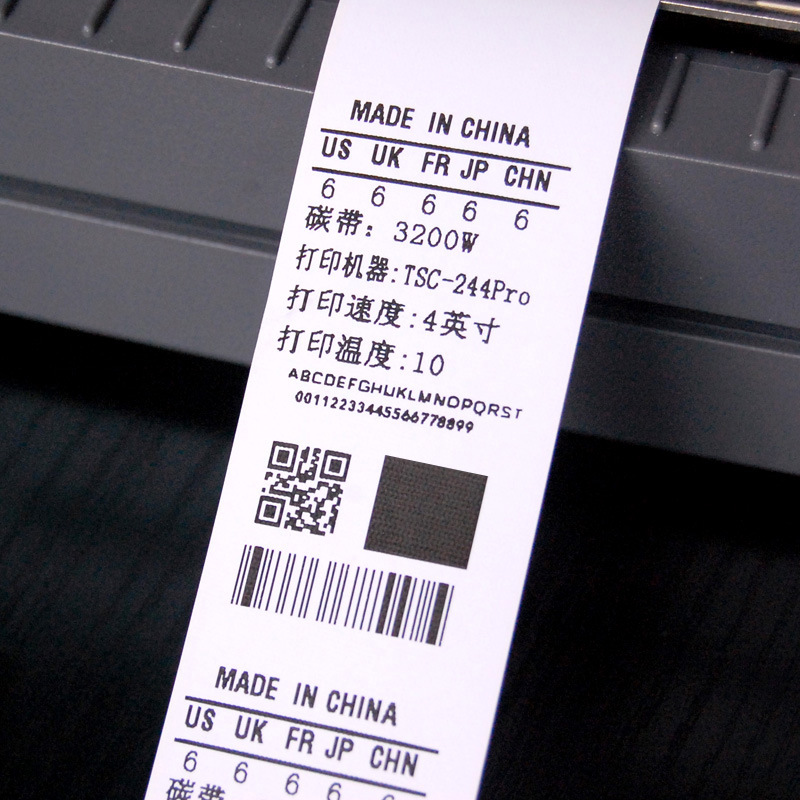 MADE IN CHINA
US UK FR JP CHN
6 6 6 6 6
碳带: 3200W
打印机器:TSC-244Pro
打印速度:4英寸
打印温度:10
ABCDEFGHIJKLMNOPQRST
00112233445566778899
MADE IN CHINA
US UK FR JP CHN
6 6 6 6 6
碳带